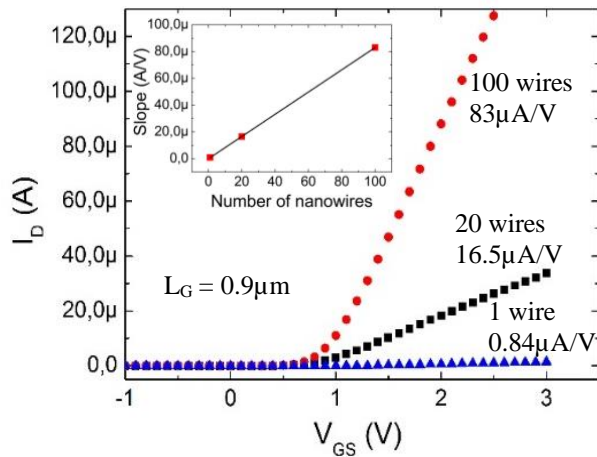 120,0µ
100,0µ
80,0µ
60,0µ
40,0µ
20,0µ
0,0
I_D (A)
-1 0 1 2 3
V_GS (V)
100,0µ
80,0µ
60,0µ
40,0µ
20,0µ
0,0
Slope (A/V)
0 20 40 60 80 100
Number of nanowires
100 wires
83µA/V
20 wires
16.5µA/V
1 wire
0.84µA/V
L_G = 0.9µm